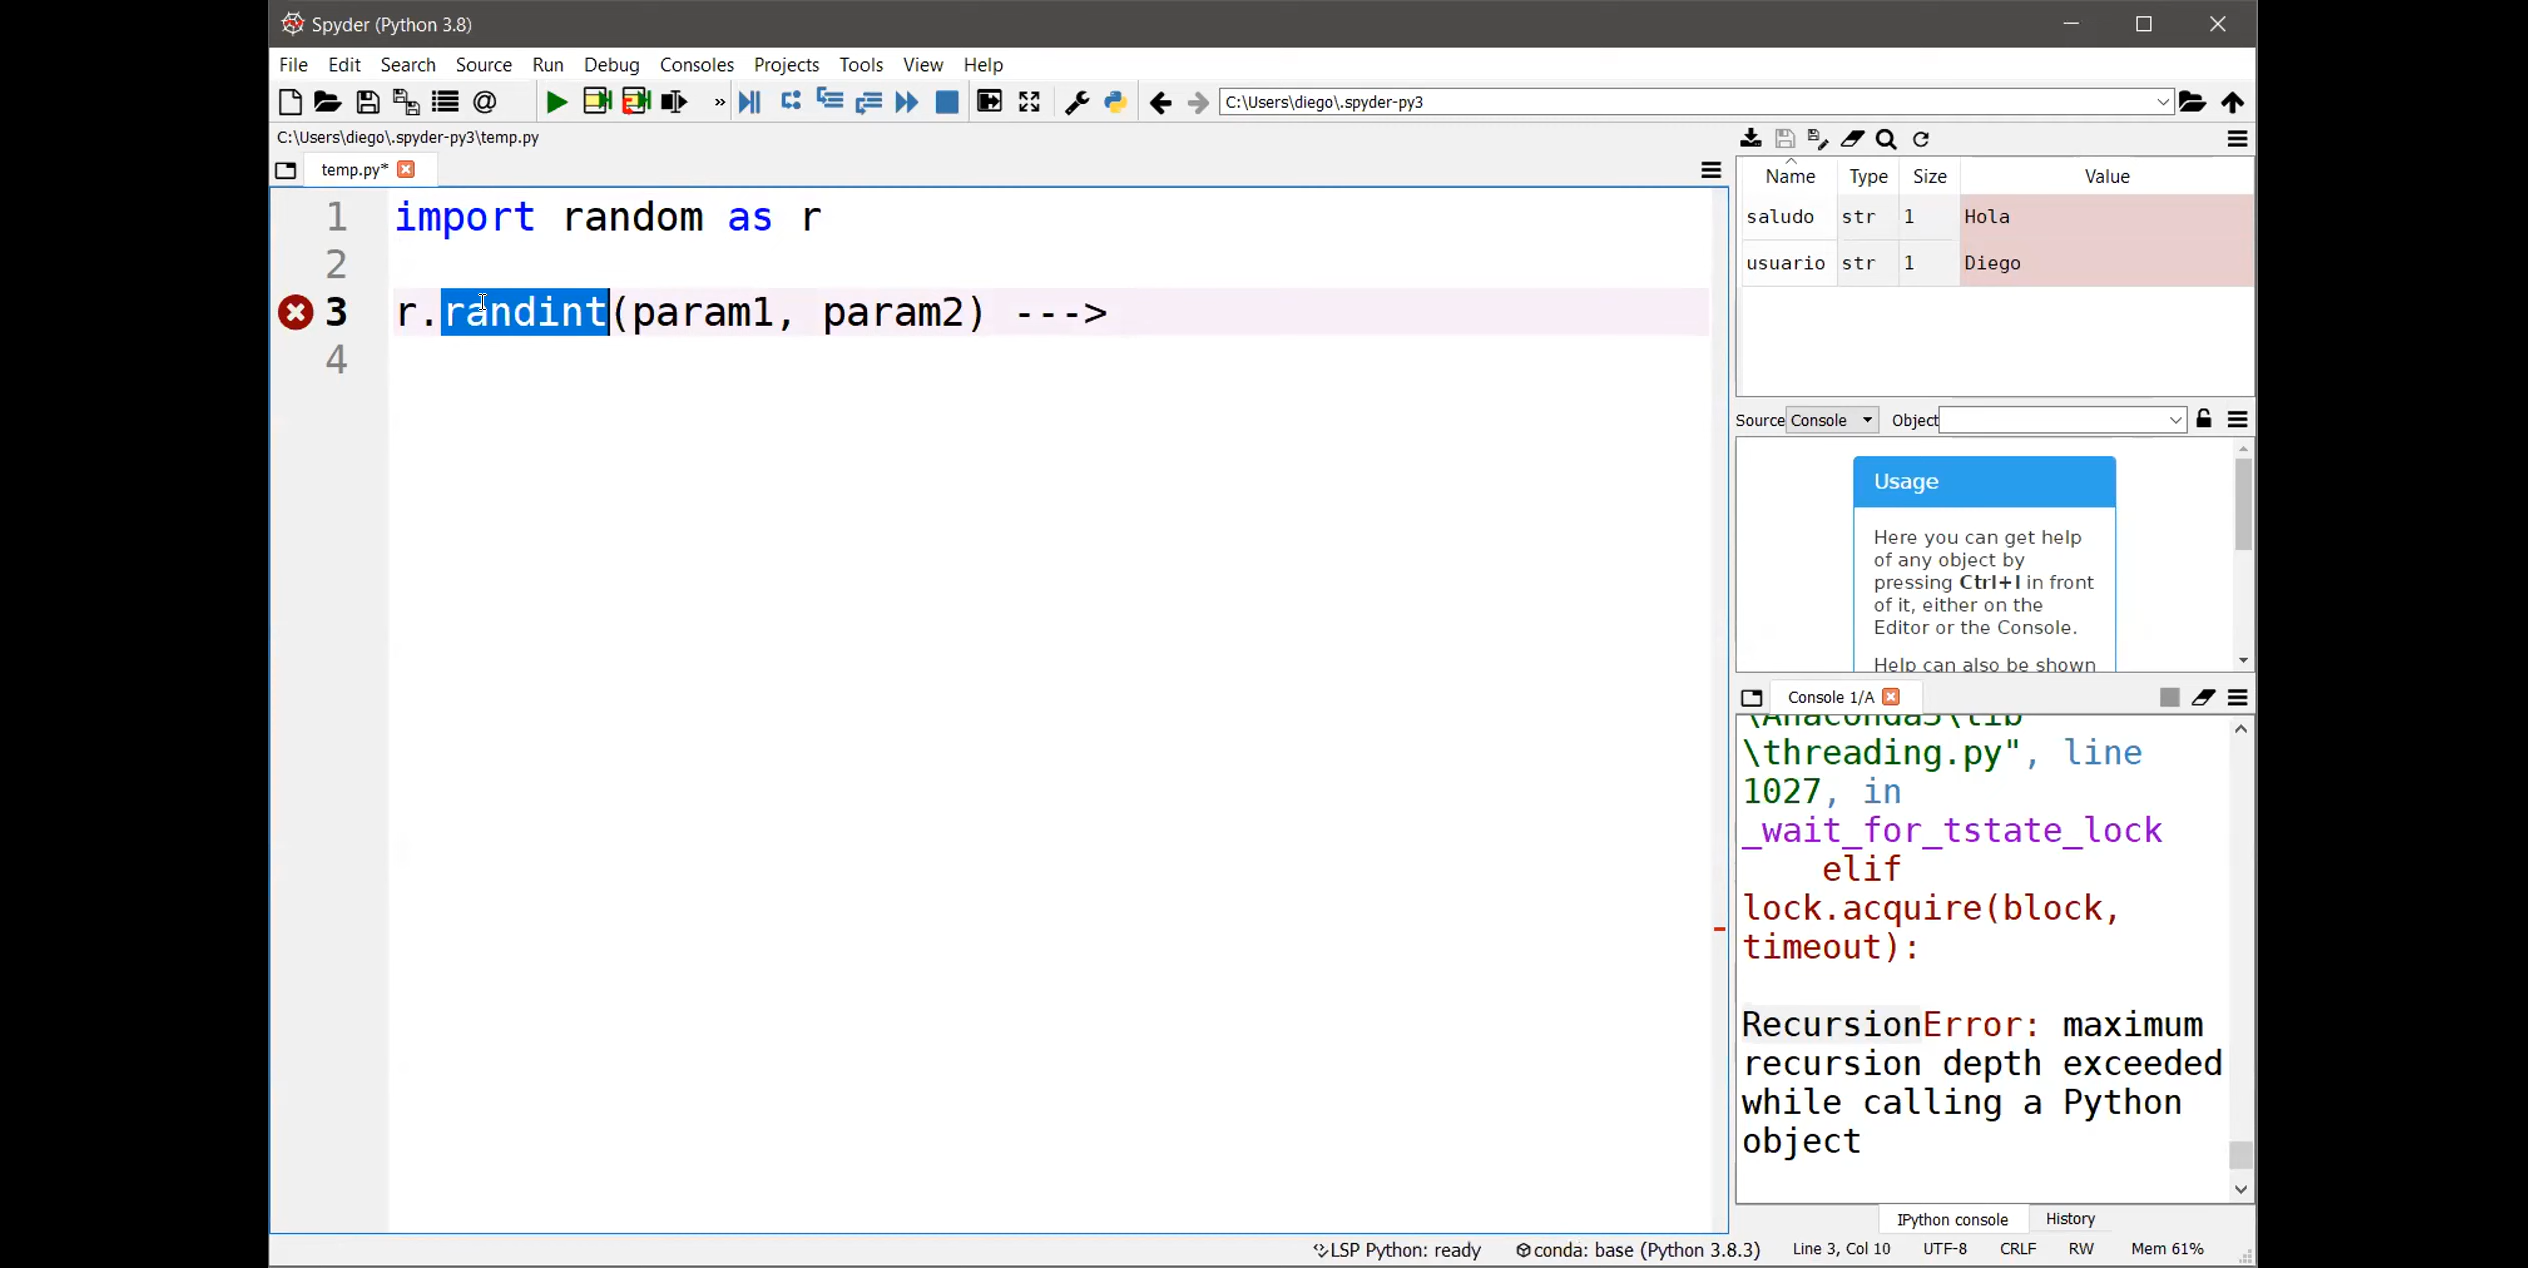 Spyder (Python 3.8)
File Edit Search Source Run Debug Consoles Projects Tools View Help
C:\Users\diego\.spyder-py3
C:\Users\diego\.spyder-py3\temp.py
temp.py*
1 import random as r
2
3 r.randint(param1, param2) --->
4
Name Type Size Value
saludo str 1 Hola
usuario str 1 Diego
Source Console Object
Usage
Here you can get help
of any object by
pressing Ctrl+I in front
of it, either on the
Editor or the Console.
Help can also be shown
Console 1/A
\Anaconda3\lib
\threading.py", line
1027, in
_wait_for_tstate_lock
elif
lock.acquire(block,
timeout):
RecursionError: maximum
recursion depth exceeded
while calling a Python
object
IPython console History
LSP Python: ready conda: base (Python 3.8.3) Line 3, Col 10 UTF-8 CRLF RW Mem 61%